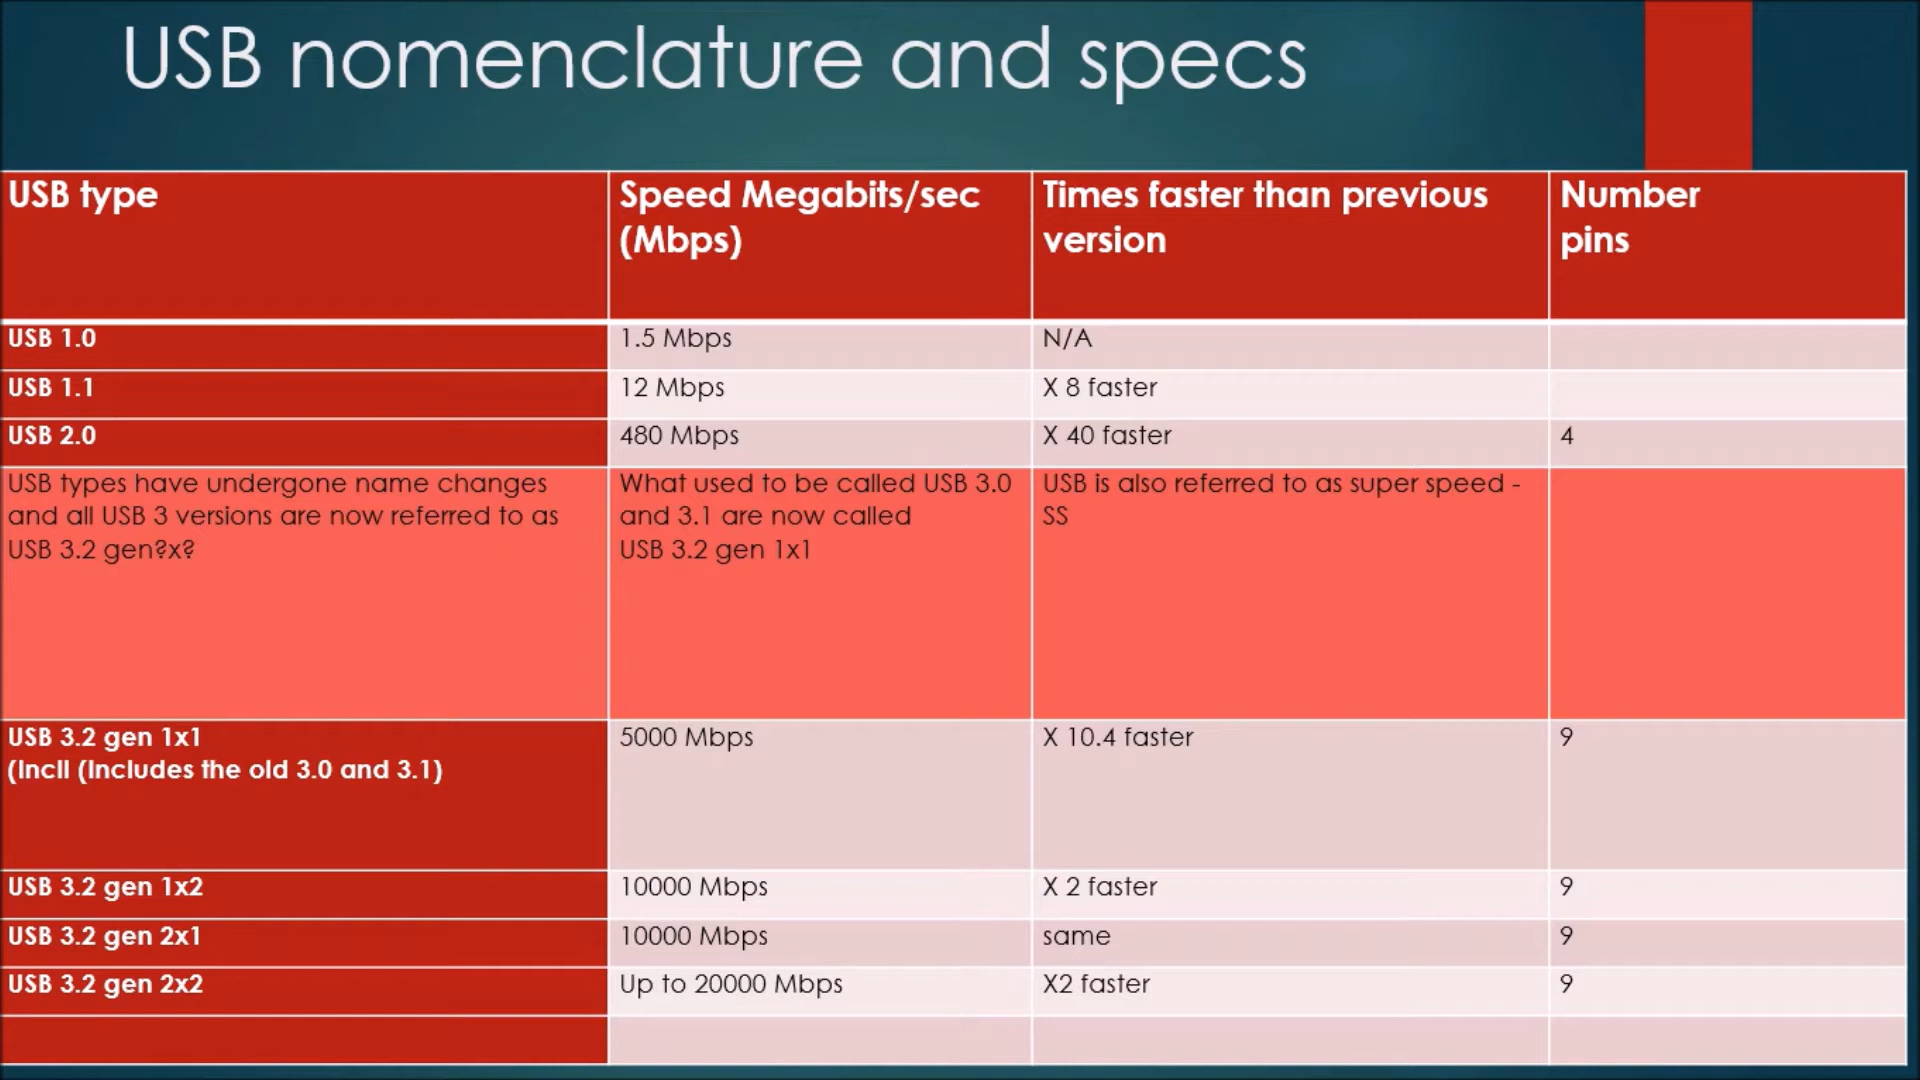 USB nomenclature and specs
USB type
Speed Megabits/sec
(Mbps)
Times faster than previous
version
Number
pins
USB 1.0
1.5 Mbps
N/A
USB 1.1
12 Mbps
X 8 faster
USB 2.0
480 Mbps
X 40 faster
4
USB types have undergone name changes
and all USB 3 versions are now referred to as
USB 3.2 gen?x?
What used to be called USB 3.0
and 3.1 are now called
USB 3.2 gen 1x1
USB is also referred to as super speed -
SS
USB 3.2 gen 1x1
(Incll (Includes the old 3.0 and 3.1)
5000 Mbps
X 10.4 faster
9
USB 3.2 gen 1x2
10000 Mbps
X 2 faster
9
USB 3.2 gen 2x1
10000 Mbps
same
9
USB 3.2 gen 2x2
Up to 20000 Mbps
X2 faster
9